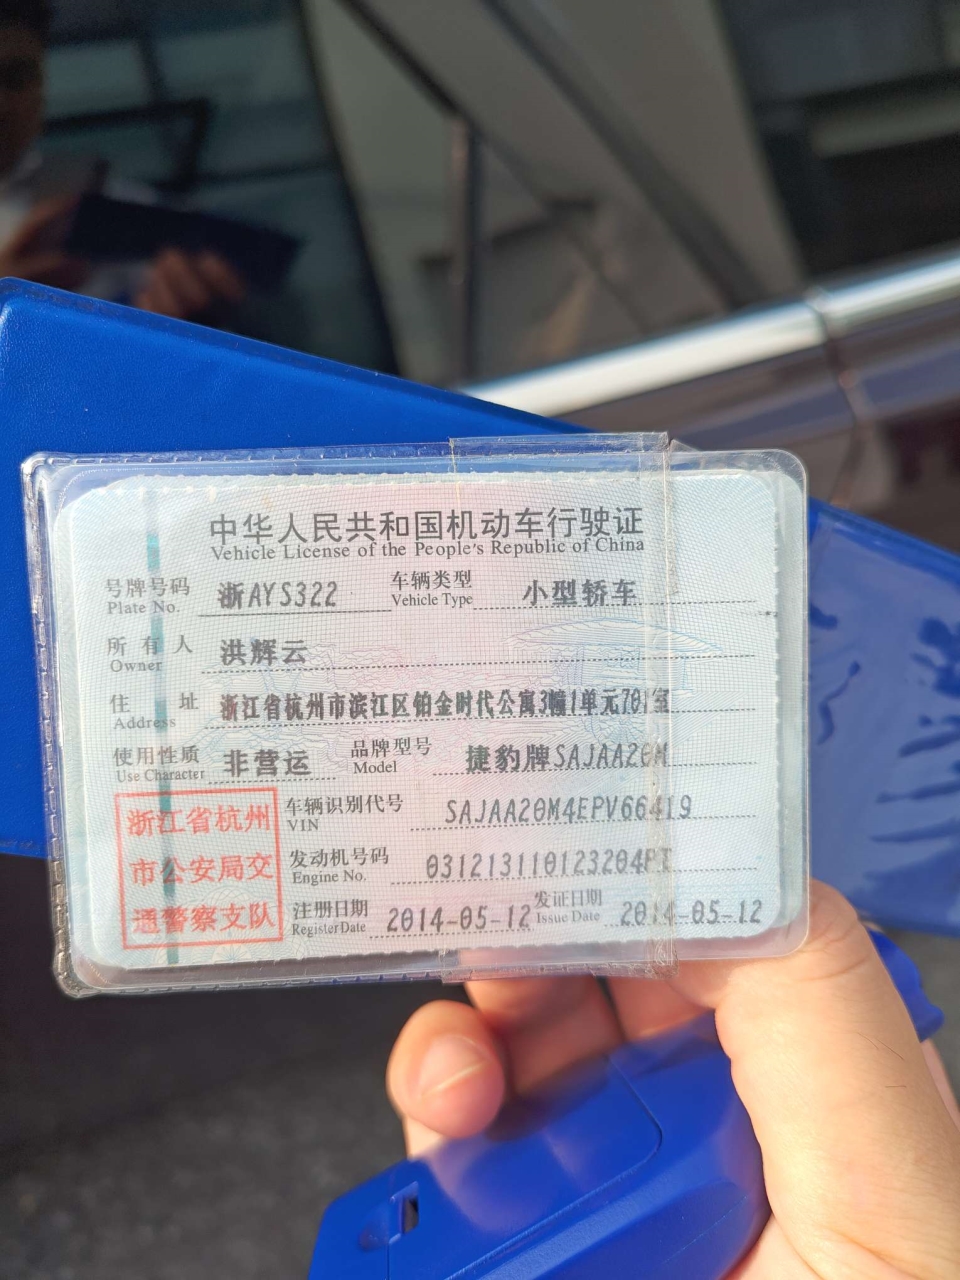 中华人民共和国机动车行驶证
Vehicle License of the People's Republic of China
号牌号码 浙AYS322 车辆类型 小型轿车
Plate No. Vehicle Type
所有人 洪辉云
Owner
住址 浙江省杭州市滨江区铂金时代公寓3幢1单元701室
Address
使用性质 非营运 品牌型号 捷豹牌SAJAA20M
Use Character Model
浙江省杭州
市公安局交
通警察支队
车辆识别代号 SAJAA20M4EPV66419
VIN
发动机号码 031213110123204PT
Engine No.
注册日期 2014-05-12 发证日期 2014-05-12
Register Date Issue Date